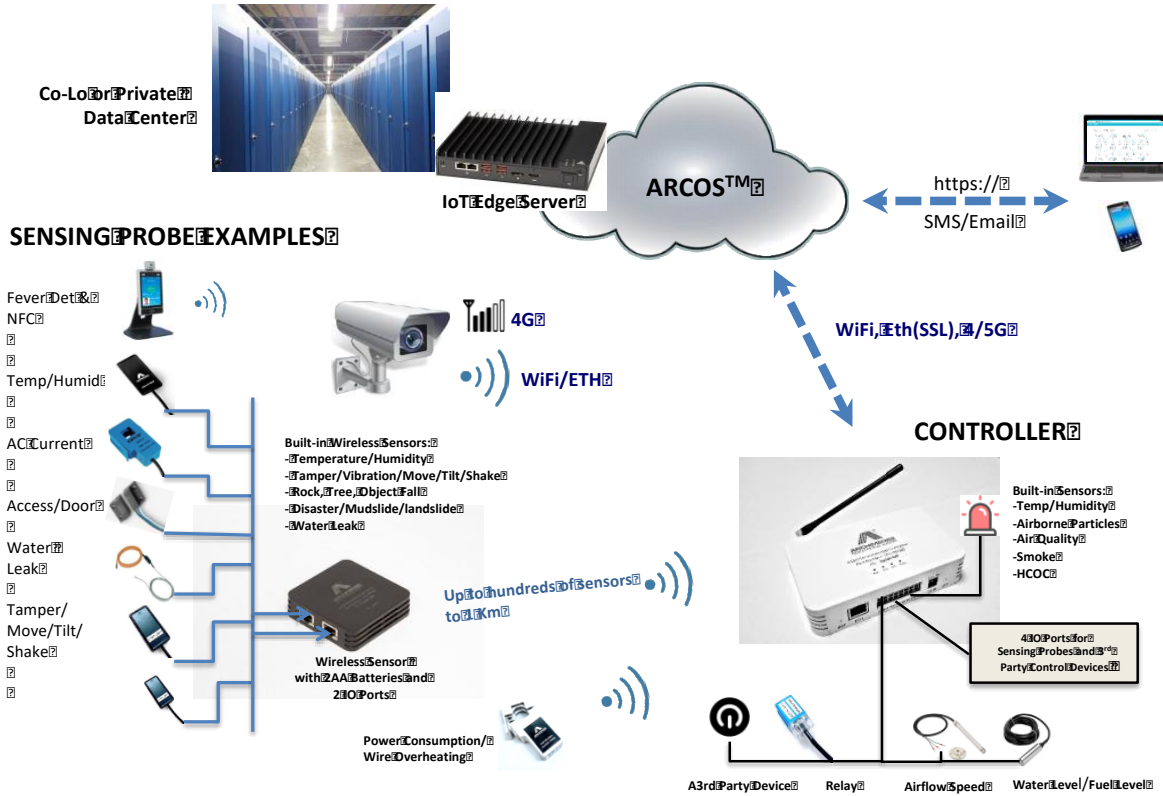 Co-Lo or Private
Data Center
IoT Edge Server
ARCOS™
https://
SMS/Email
SENSING PROBE EXAMPLES
Fever Det &
NFC
Temp/Humid
AC Current
Access/Door
Water
Leak
Tamper/
Move/Tilt/
Shake
4G
WiFi/ETH
WiFi, Eth(SSL), 4/5G
Built-in Wireless Sensors:
- Temperature/Humidity
- Tamper/Vibration/Move/Tilt/Shake
- Rock, Tree, Object Fall
- Disaster/Mudslide/landslide
- Water Leak
Wireless Sensor
with 2AA Batteries and
2 IO Ports
Up to hundreds of sensors
to 1 Km
Power Consumption/
Wire Overheating
CONTROLLER
Built-in Sensors:
-Temp/Humidity
-Airborne Particles
-Air Quality
-Smoke
-HCOC
4 IO Ports for
Sensing Probes and 3rd
Party Control Devices
A3rd Party Device
Relay
Airflow Speed
Water Level/Fuel Level